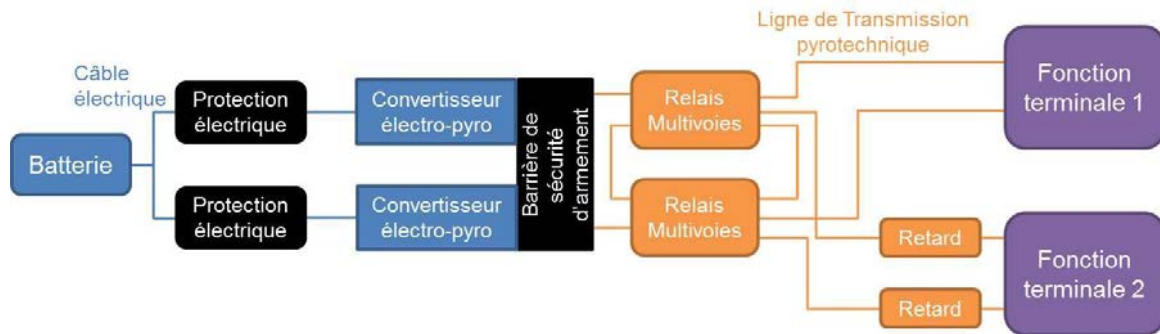 Ligne de Transmission
pyrotechnique
Câble
électrique
Protection
électrique
Convertisseur
électro-pyro
Barrière de
sécurité
d'armement
Relais
Multivoies
Fonction
terminale 1
Batterie
Protection
électrique
Convertisseur
électro-pyro
Relais
Multivoies
Retard
Retard
Fonction
terminale 2